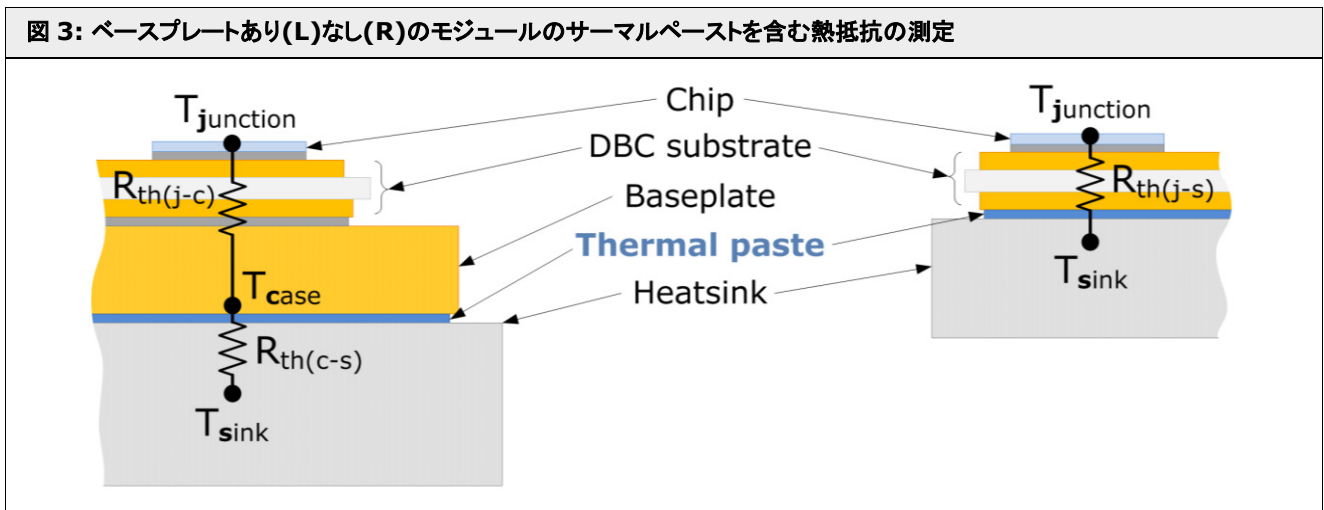 図 3: ベースプレートあり(L)なし(R)のモジュールのサーマルペーストを含む熱抵抗の測定
Tjunction
Rth(j-c)
Tcase
Rth(c-s)
Tsink
Chip
DBC substrate
Baseplate
Thermal paste
Heatsink
Tjunction
Rth(j-s)
Tsink